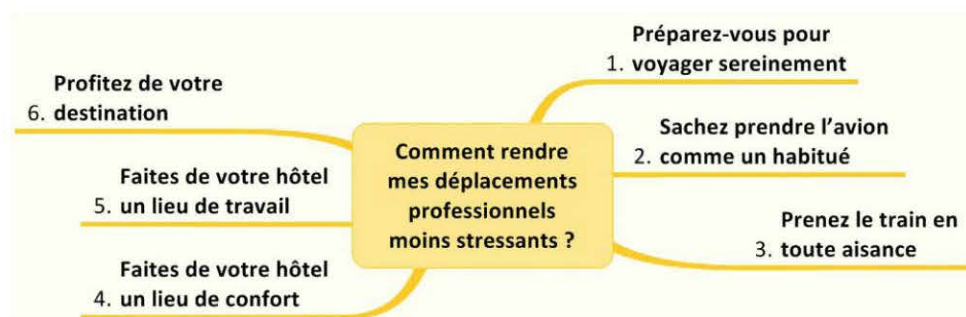 Comment rendre
mes déplacements
professionnels
moins stressants ?
Préparez-vous pour
1. voyager sereinement
Sachez prendre l’avion
2. comme un habitué
Prenez le train en
3. toute aisance
Faites de votre hôtel
4. un lieu de confort
Faites de votre hôtel
5. un lieu de travail
Profitez de votre
6. destination